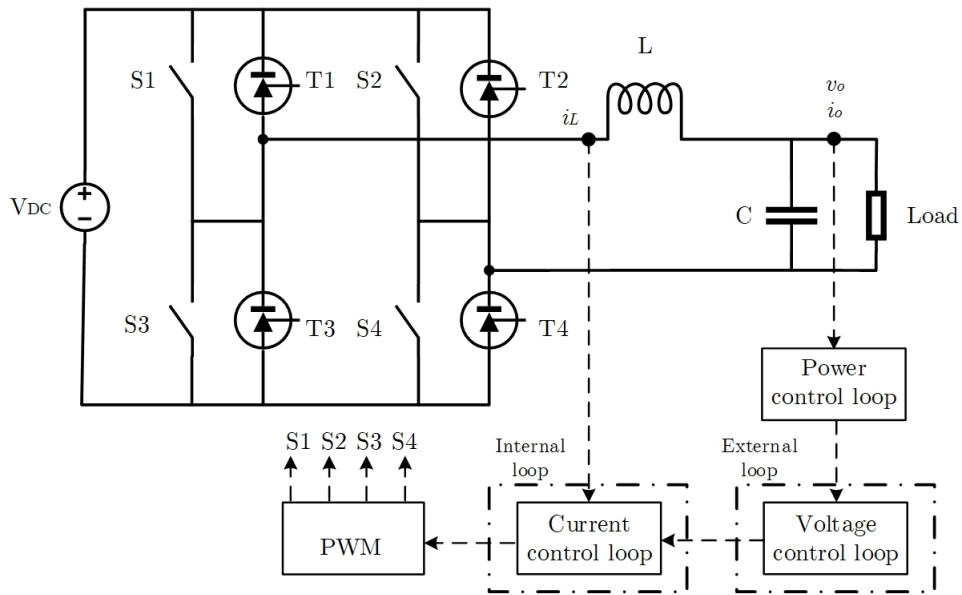 L
S1
T1
S2
T2
iL
vo
io
VDC
+
−
C
Load
S3
T3
S4
T4
Power
control loop
S1 S2 S3 S4
Internal
loop
External
loop
PWM
Current
control loop
Voltage
control loop